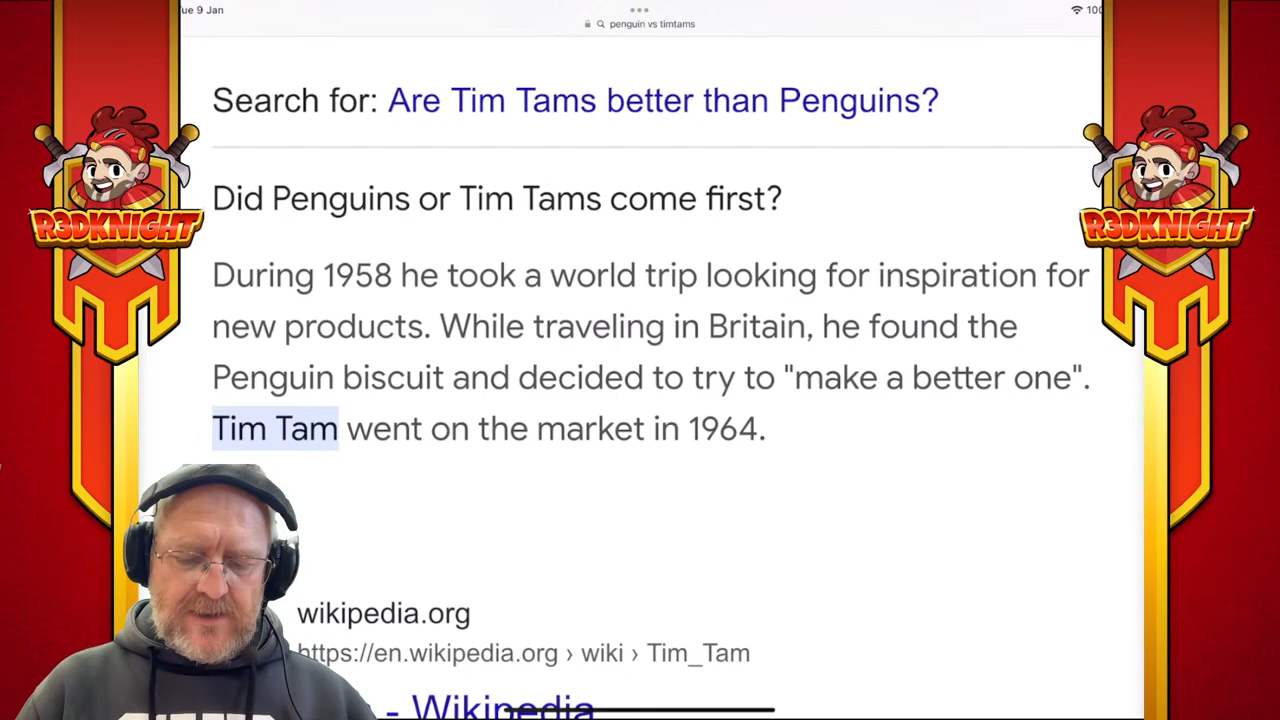 Tue 9 Jan
penguin vs timtams
100
Search for: Are Tim Tams better than Penguins?
Did Penguins or Tim Tams come first?
R3DKNIGHT
R3DKNIGHT
During 1958 he took a world trip looking for inspiration for
new products. While traveling in Britain, he found the
Penguin biscuit and decided to try to "make a better one".
Tim Tam went on the market in 1964.
wikipedia.org
https://en.wikipedia.org › wiki › Tim_Tam
- Wikipedia